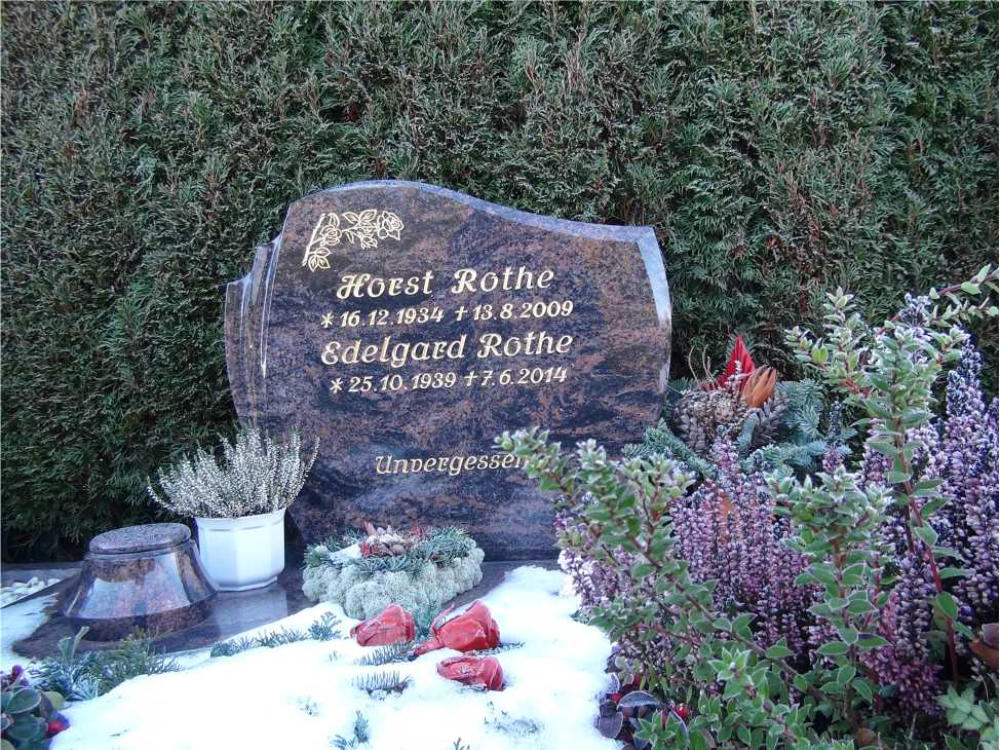 Horst Rothe
* 16.12.1934 † 13.8.2009
Edelgard Rothe
* 25.10.1939 † 7.6.2014
Unvergessen